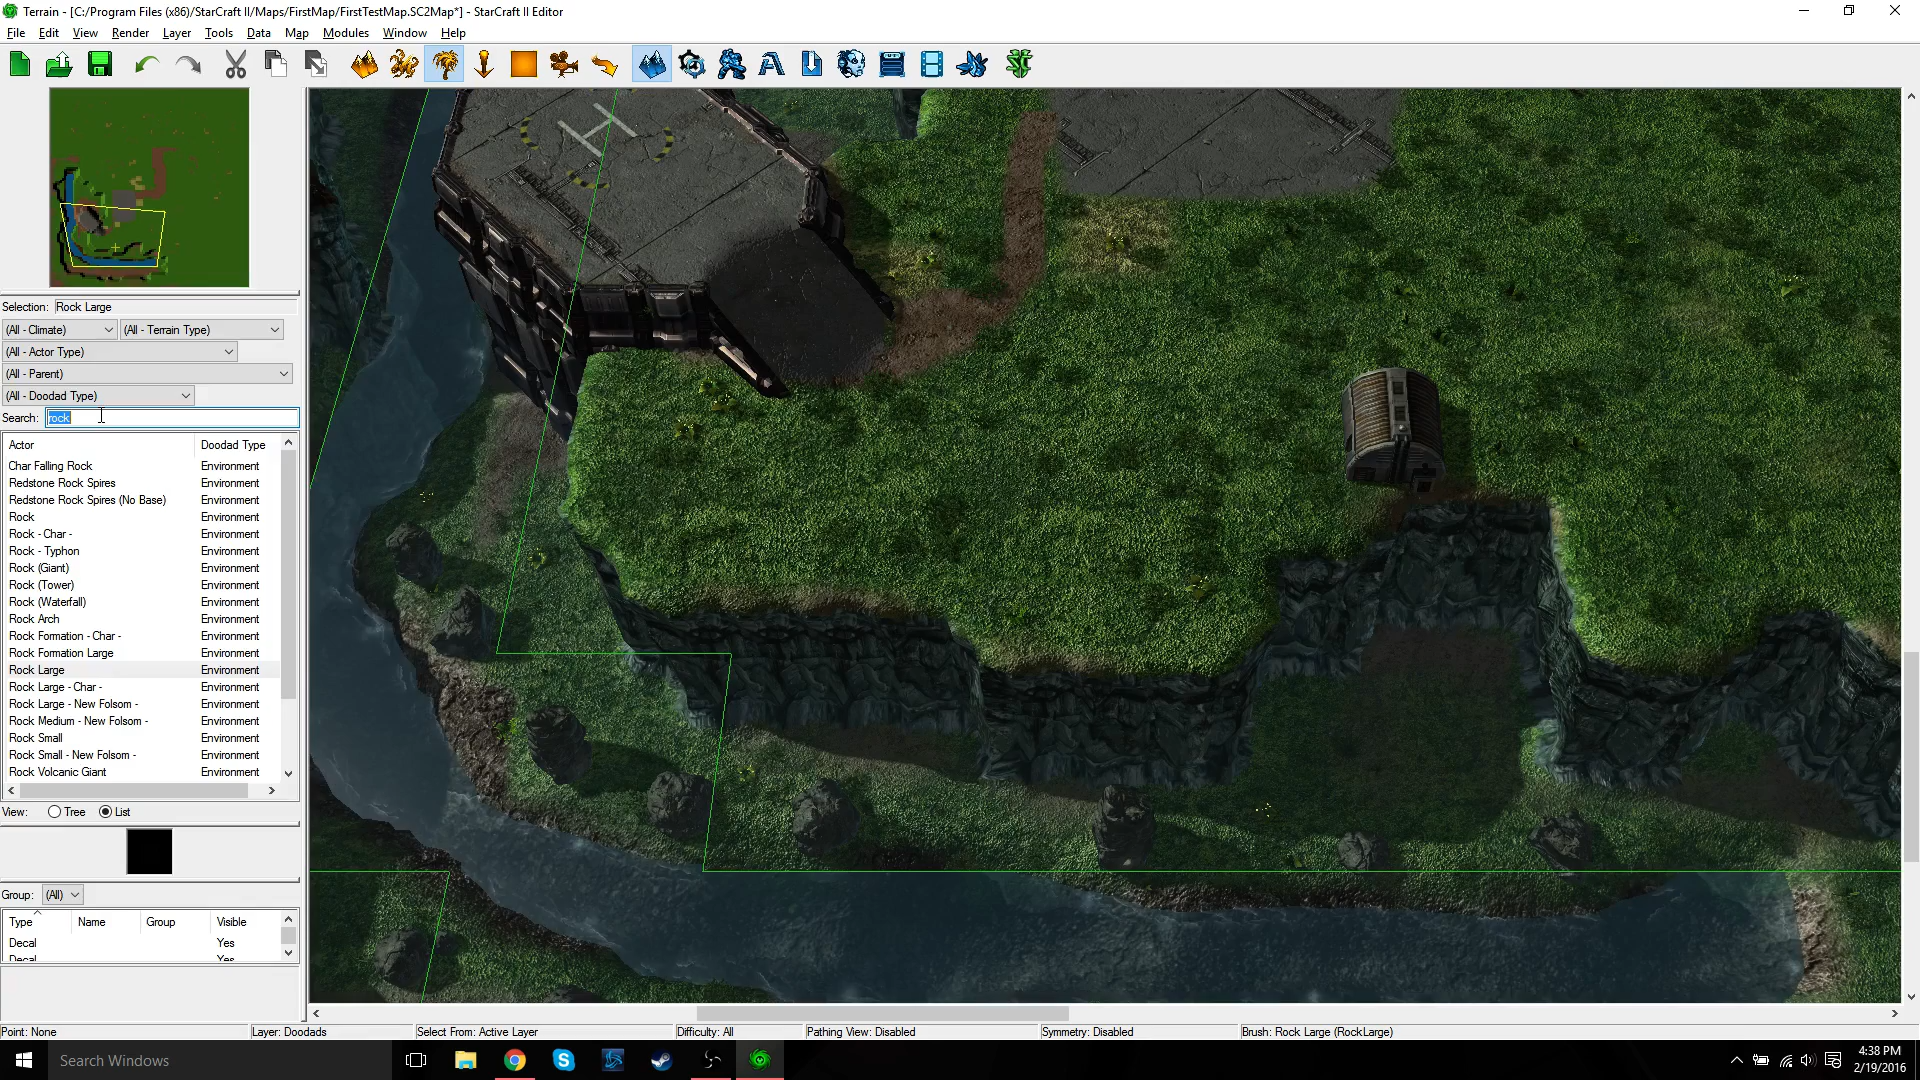 Terrain - [C:/Program Files (x86)/StarCraft II/Maps/FirstMap/FirstTestMap.SC2Map*] - StarCraft II Editor
File Edit View Render Layer Tools Data Map Modules Window Help
H
Selection: Rock Large
(All - Climate) (All - Terrain Type)
(All - Actor Type)
(All - Parent)
(All - Doodad Type)
Search: rock
Actor Doodad Type
Char Falling Rock Environment
Redstone Rock Spires Environment
Redstone Rock Spires (No Base) Environment
Rock Environment
Rock - Char - Environment
Rock - Typhon Environment
Rock (Giant) Environment
Rock (Tower) Environment
Rock (Waterfall) Environment
Rock Arch Environment
Rock Formation - Char - Environment
Rock Formation Large Environment
Rock Large Environment
Rock Large - Char - Environment
Rock Large - New Folsom - Environment
Rock Medium - New Folsom - Environment
Rock Small Environment
Rock Small - New Folsom - Environment
Rock Volcanic Giant Environment
View: Tree List
Group: (All)
Type Name Group Visible
Decal Yes
Decal Yes
Point: None Layer: Doodads Select From: Active Layer Difficulty: All Pathing View: Disabled Symmetry: Disabled Brush: Rock Large (RockLarge)
Search Windows
4:38 PM
2/19/2016